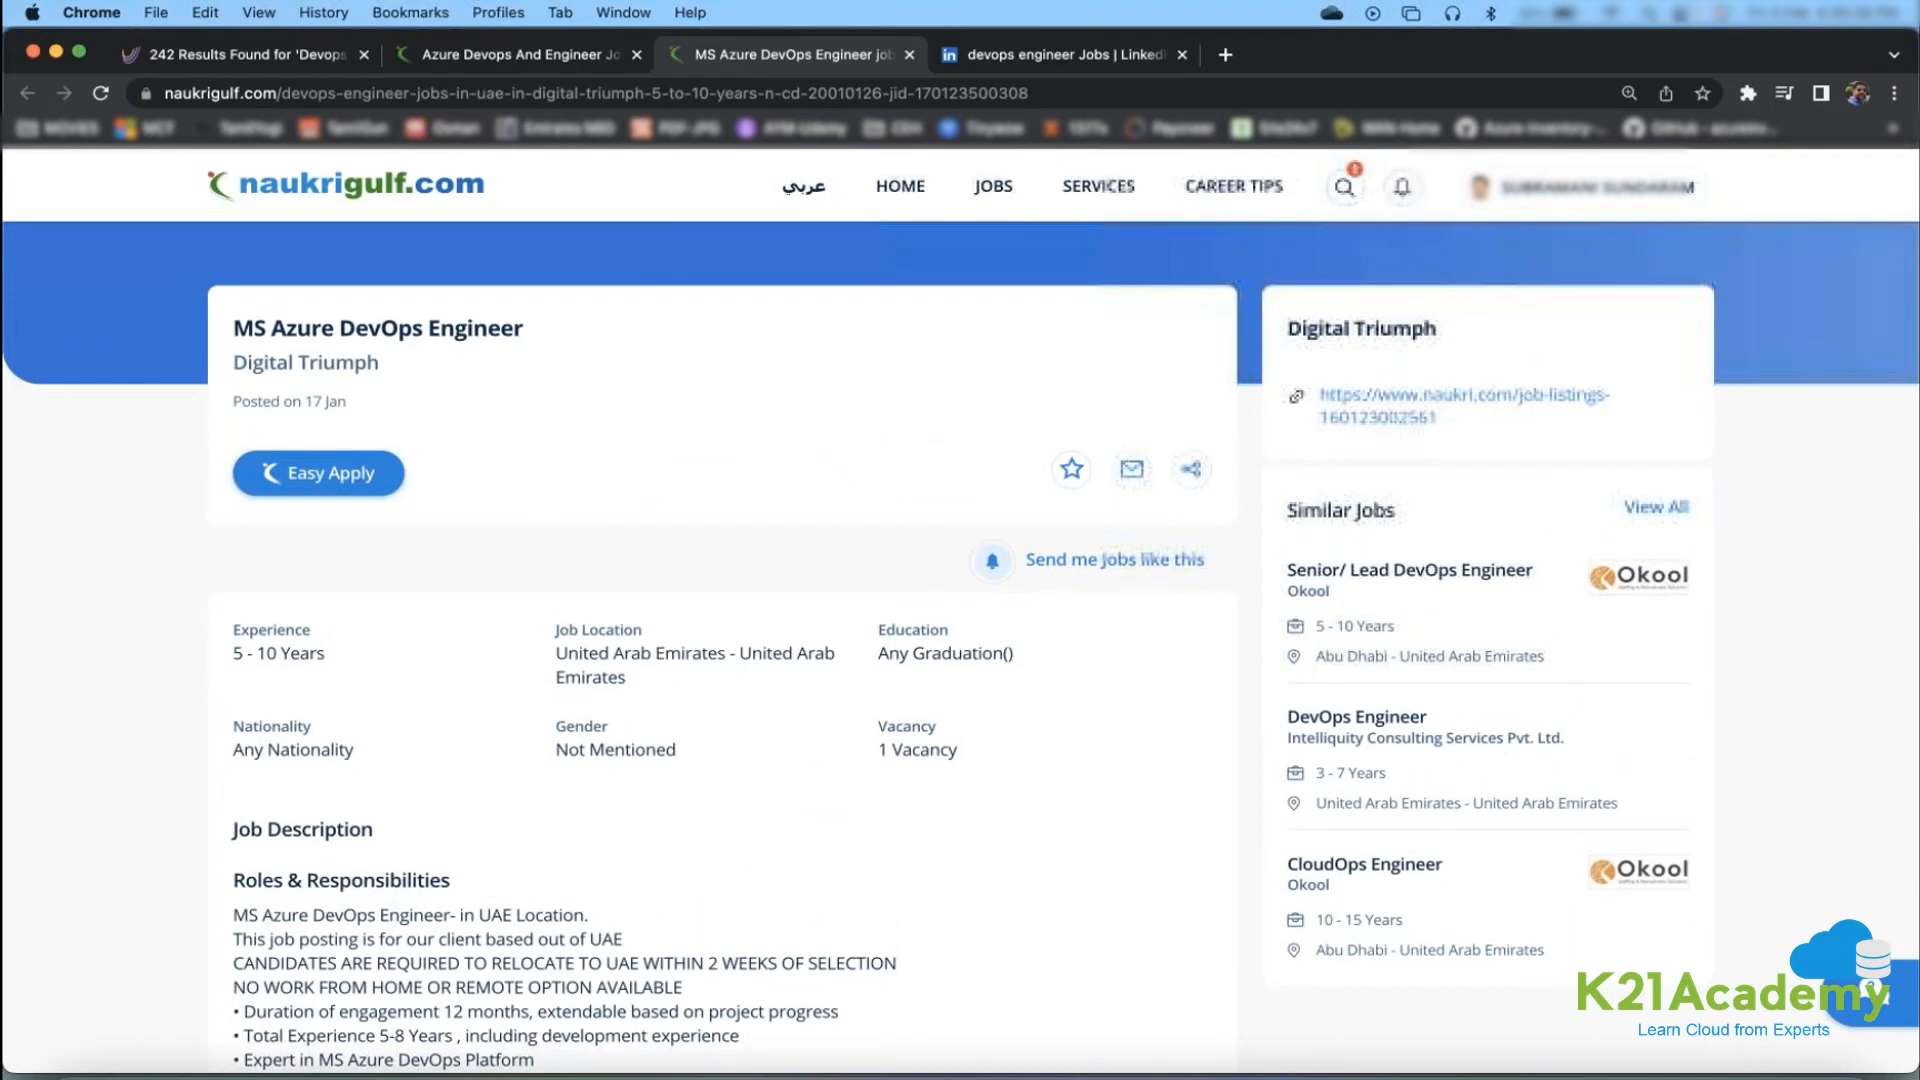 Chrome File Edit View History Bookmarks Profiles Tab Window Help
242 Results Found for 'Devops
Azure Devops And Engineer Jo
MS Azure DevOps Engineer job
devops engineer Jobs | LinkedI
naukrigulf.com/devops-engineer-jobs-in-uae-in-digital-triumph-5-to-10-years-n-cd-20010126-jid-170123500308
naukrigulf.com
عربي
HOME
JOBS
SERVICES
CAREER TIPS
SUBRAMANI SUNDARAM
MS Azure DevOps Engineer
Digital Triumph
Posted on 17 Jan
Easy Apply
Send me Jobs like this
Experience
5 - 10 Years
Job Location
United Arab Emirates - United Arab
Emirates
Education
Any Graduation()
Nationality
Any Nationality
Gender
Not Mentioned
Vacancy
1 Vacancy
Job Description
Roles & Responsibilities
MS Azure DevOps Engineer- in UAE Location.
This job posting is for our client based out of UAE
CANDIDATES ARE REQUIRED TO RELOCATE TO UAE WITHIN 2 WEEKS OF SELECTION
NO WORK FROM HOME OR REMOTE OPTION AVAILABLE
• Duration of engagement 12 months, extendable based on project progress
• Total Experience 5-8 Years , including development experience
• Expert in MS Azure DevOps Platform
Digital Triumph
https://www.naukri.com/job-listings-
160123002561
Similar Jobs
View All
Senior/ Lead DevOps Engineer
Okool
Okool
5 - 10 Years
Abu Dhabi - United Arab Emirates
DevOps Engineer
Intelliquity Consulting Services Pvt. Ltd.
3 - 7 Years
United Arab Emirates - United Arab Emirates
CloudOps Engineer
Okool
Okool
10 - 15 Years
Abu Dhabi - United Arab Emirates
K21Academy
Learn Cloud from Experts